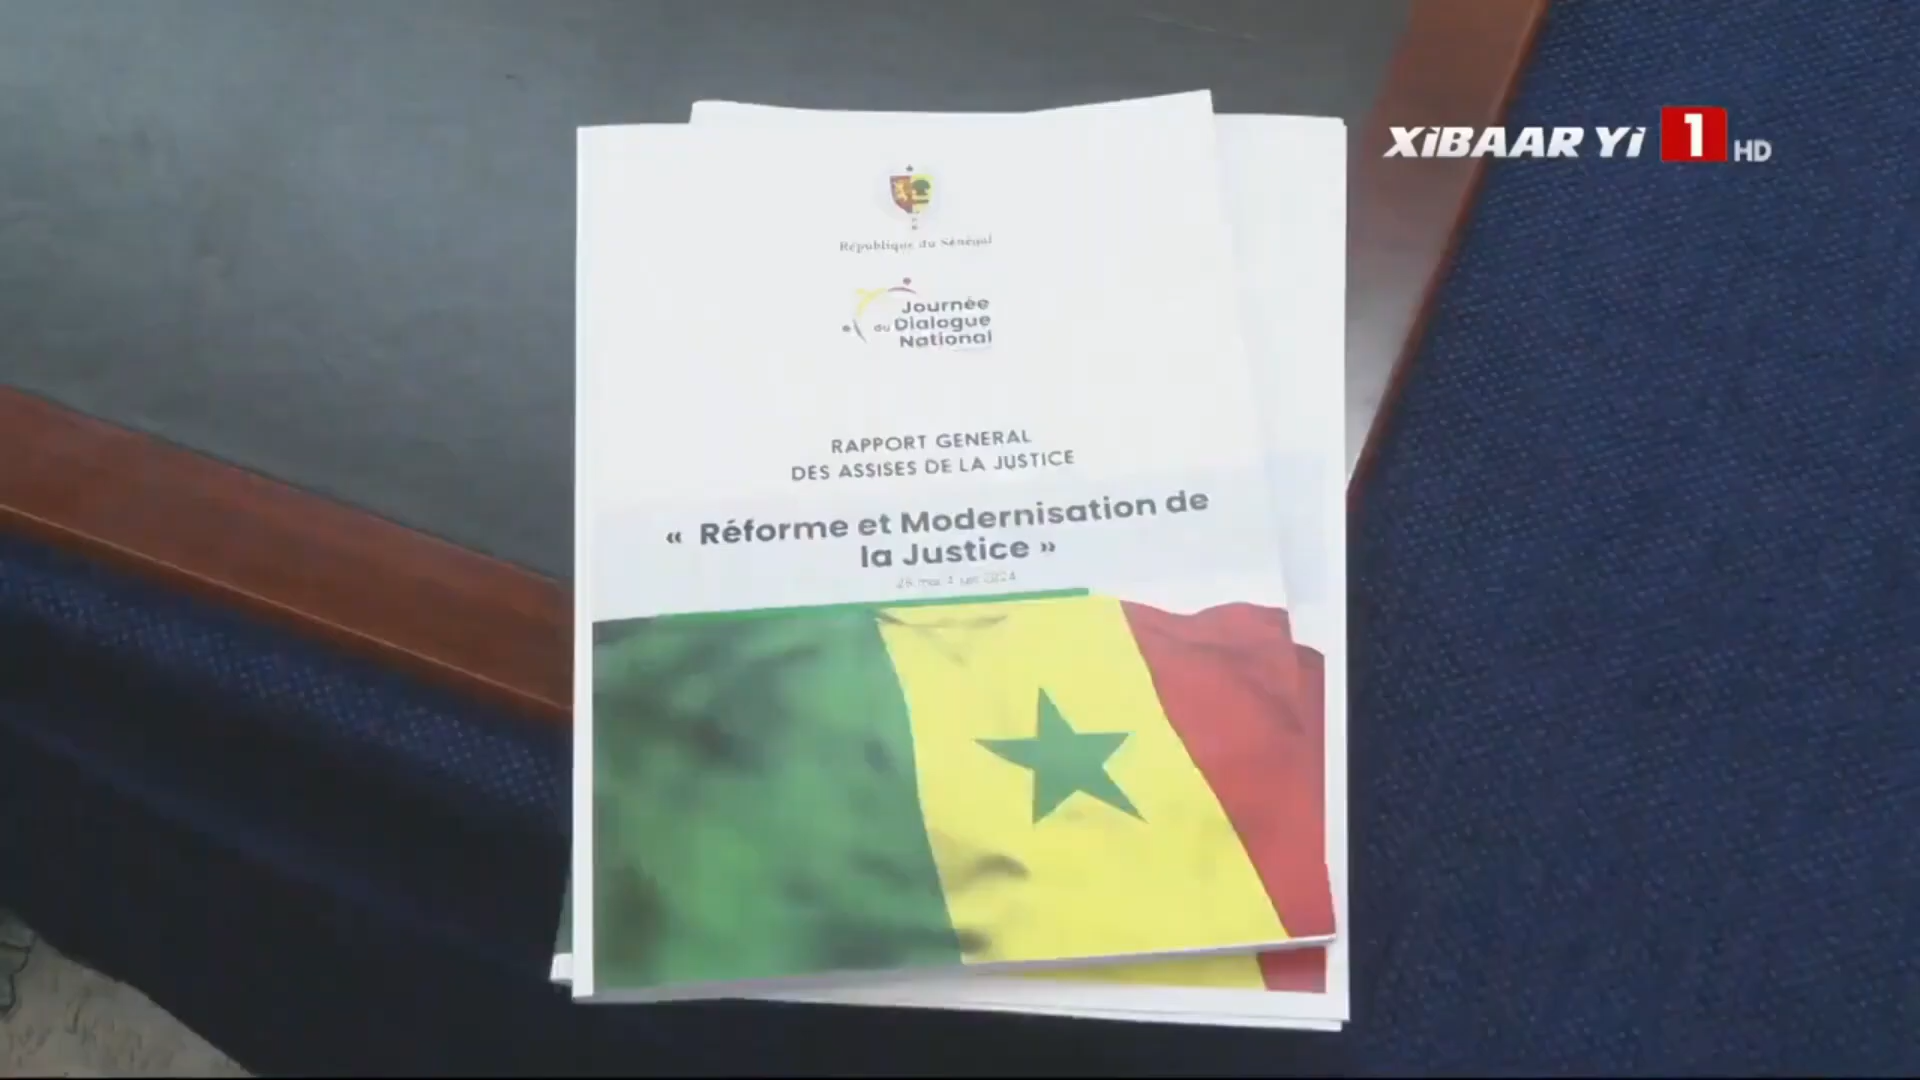 XiBAAR Yi 1 HD
République du Sénégal
Journée
du Dialogue
National
RAPPORT GENERAL
DES ASSISES DE LA JUSTICE
« Réforme et Modernisation de
la Justice »
2024